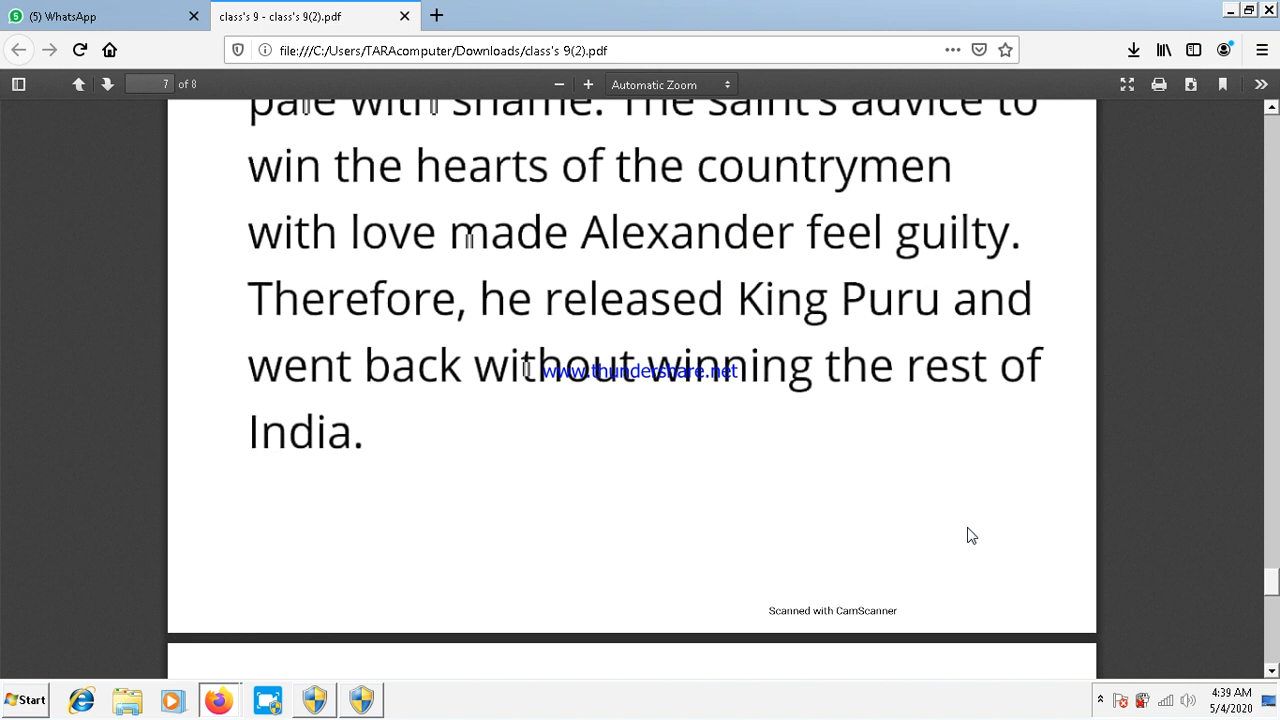 (5) WhatsApp
class's 9 - class's 9(2).pdf
file:///C:/Users/TARAcomputer/Downloads/class's 9(2).pdf
7 of 8
Automatic Zoom
pale with shame. The saint's advice to
win the hearts of the countrymen
with love made Alexander feel guilty.
Therefore, he released King Puru and
went back without winning the rest of
www.thundershare.net
India.
Scanned with CamScanner
Start
4:39 AM
5/4/2020